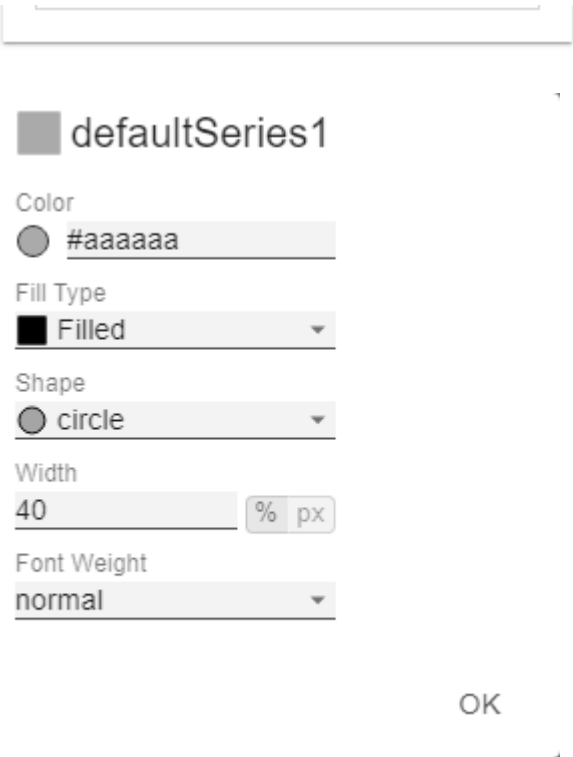 defaultSeries1
Color
#aaaaaa
Fill Type
Filled
Shape
circle
Width
40 % px
Font Weight
normal
OK